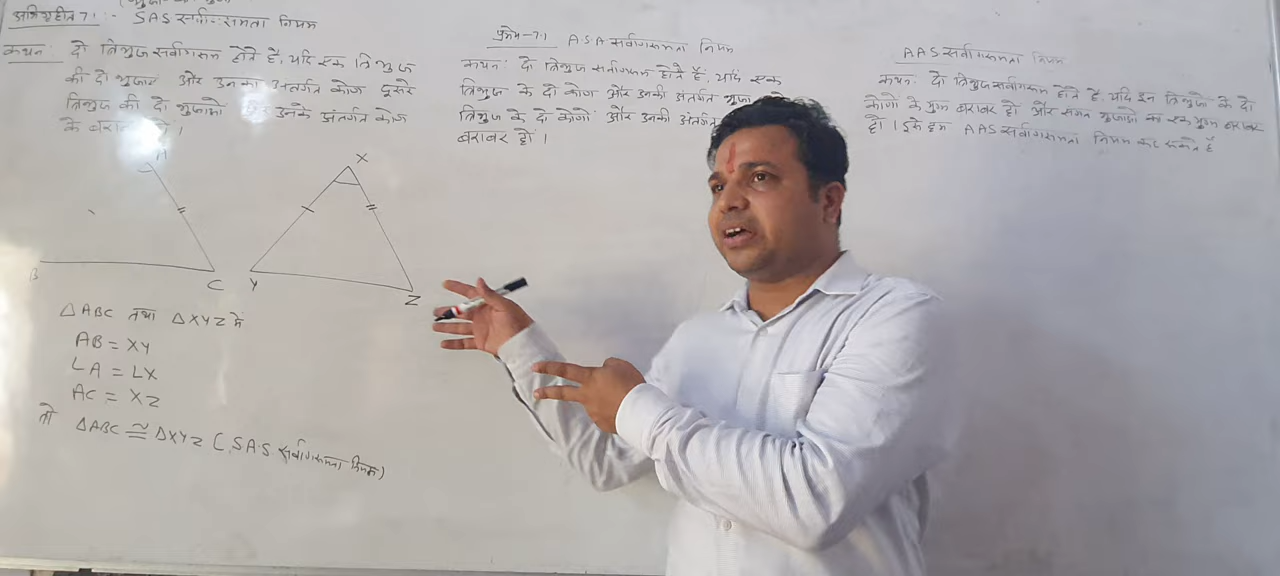 अभिगृहीत 7.1 :- SAS सर्वांगसमता नियम
कथन: दो त्रिभुज सर्वांगसम होते हैं, यदि एक त्रिभुज
की दो भुजाएं और उनका अंतर्गत कोण दूसरे
त्रिभुज की दो भुजाओं उनके अंतर्गत कोण
के बराबर हो।
A
B
C
X
Y
Z
△ABC तथा △XYZ में
AB = XY
∠A = ∠X
AC = XZ
तो △ABC ≅ △XYZ (SAS सर्वांगसमता नियम)
प्रमेय-7.1 ASA सर्वांगसमता नियम
कथन: दो त्रिभुज सर्वांगसम होते हैं, यदि एक
त्रिभुज के दो कोण और उनकी अंतर्गत भुजा
त्रिभुज के दो कोणों और उनकी अंतर्गत
बराबर हों।
AAS सर्वांगसमता नियम
कथन: दो त्रिभुज सर्वांगसम होते हैं, यदि इन त्रिभुजों के दो
कोणों के युग्म बराबर हो और संगत भुजाओं का एक युग्म बराबर
हो। इसे हम AAS सर्वांगसमता नियम कह सकते हैं